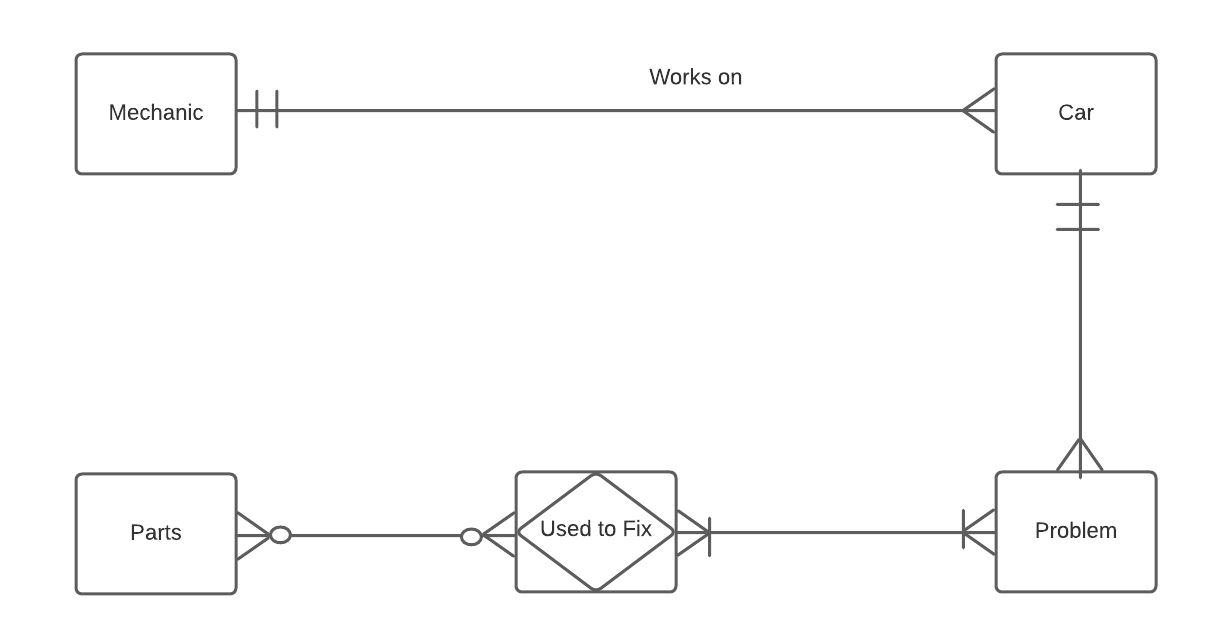 Works on
Mechanic
Car
Parts
Used to Fix
Problem